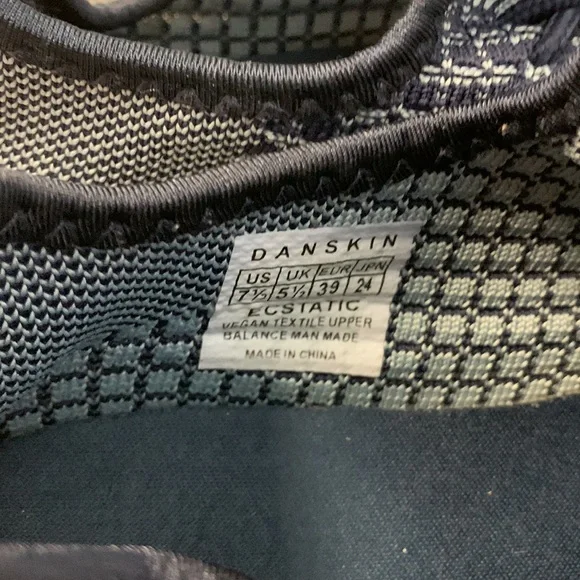 DANSKIN
US UK EUR JPN
7½ 5½ 39 24
ECSTATIC
VEGAN TEXTILE UPPER
BALANCE MAN MADE
MADE IN CHINA